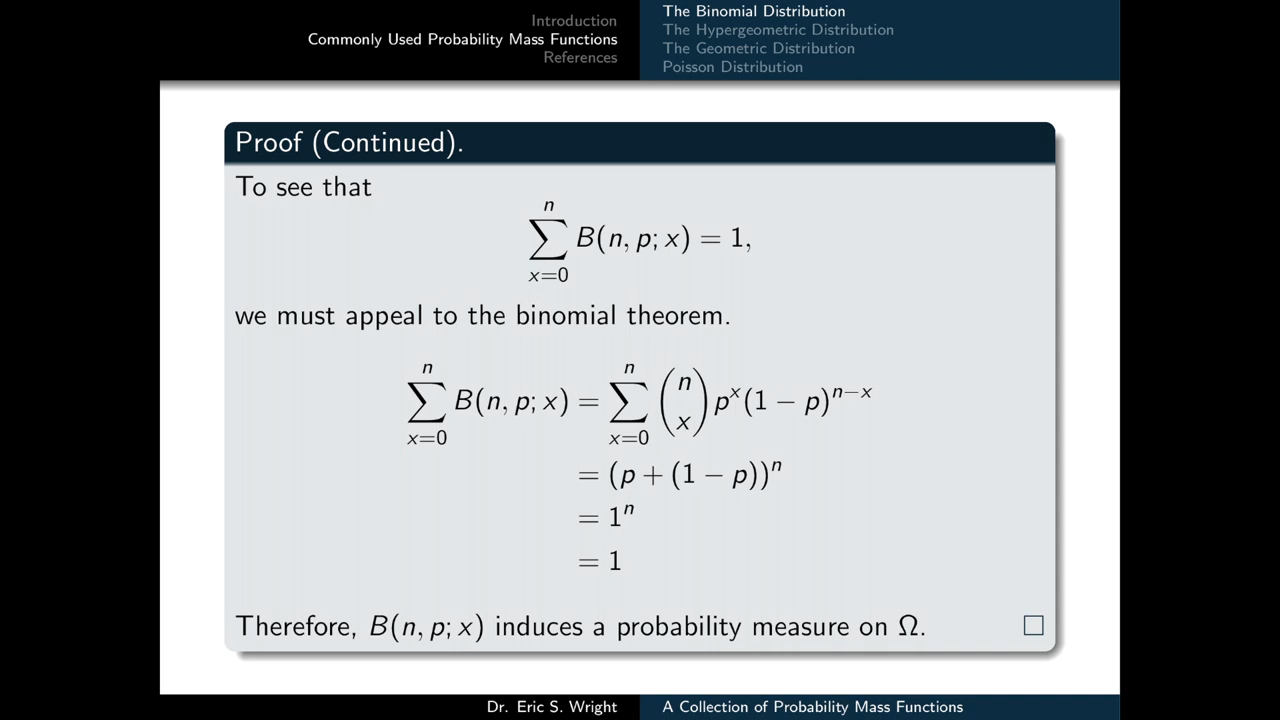 Introduction
Commonly Used Probability Mass Functions
References
The Binomial Distribution
The Hypergeometric Distribution
The Geometric Distribution
Poisson Distribution
Proof (Continued).
To see that
∑_{x=0}^{n} B(n, p; x) = 1,
we must appeal to the binomial theorem.
∑_{x=0}^{n} B(n, p; x) = ∑_{x=0}^{n} \binom{n}{x} p^x(1 − p)^{n−x}
= (p + (1 − p))^n
= 1^n
= 1
Therefore, B(n, p; x) induces a probability measure on Ω. □
Dr. Eric S. Wright
A Collection of Probability Mass Functions